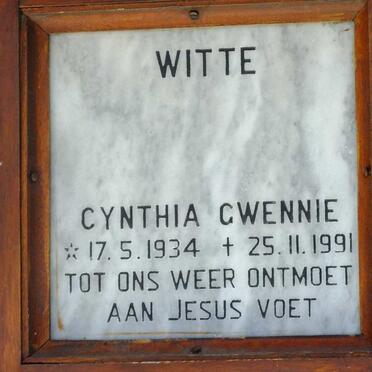 WITTE
CYNTHIA GWENNIE
☆ 17.5.1934 ✝ 25.11.1991
TOT ONS WEER ONTMOET
AAN JESUS VOET